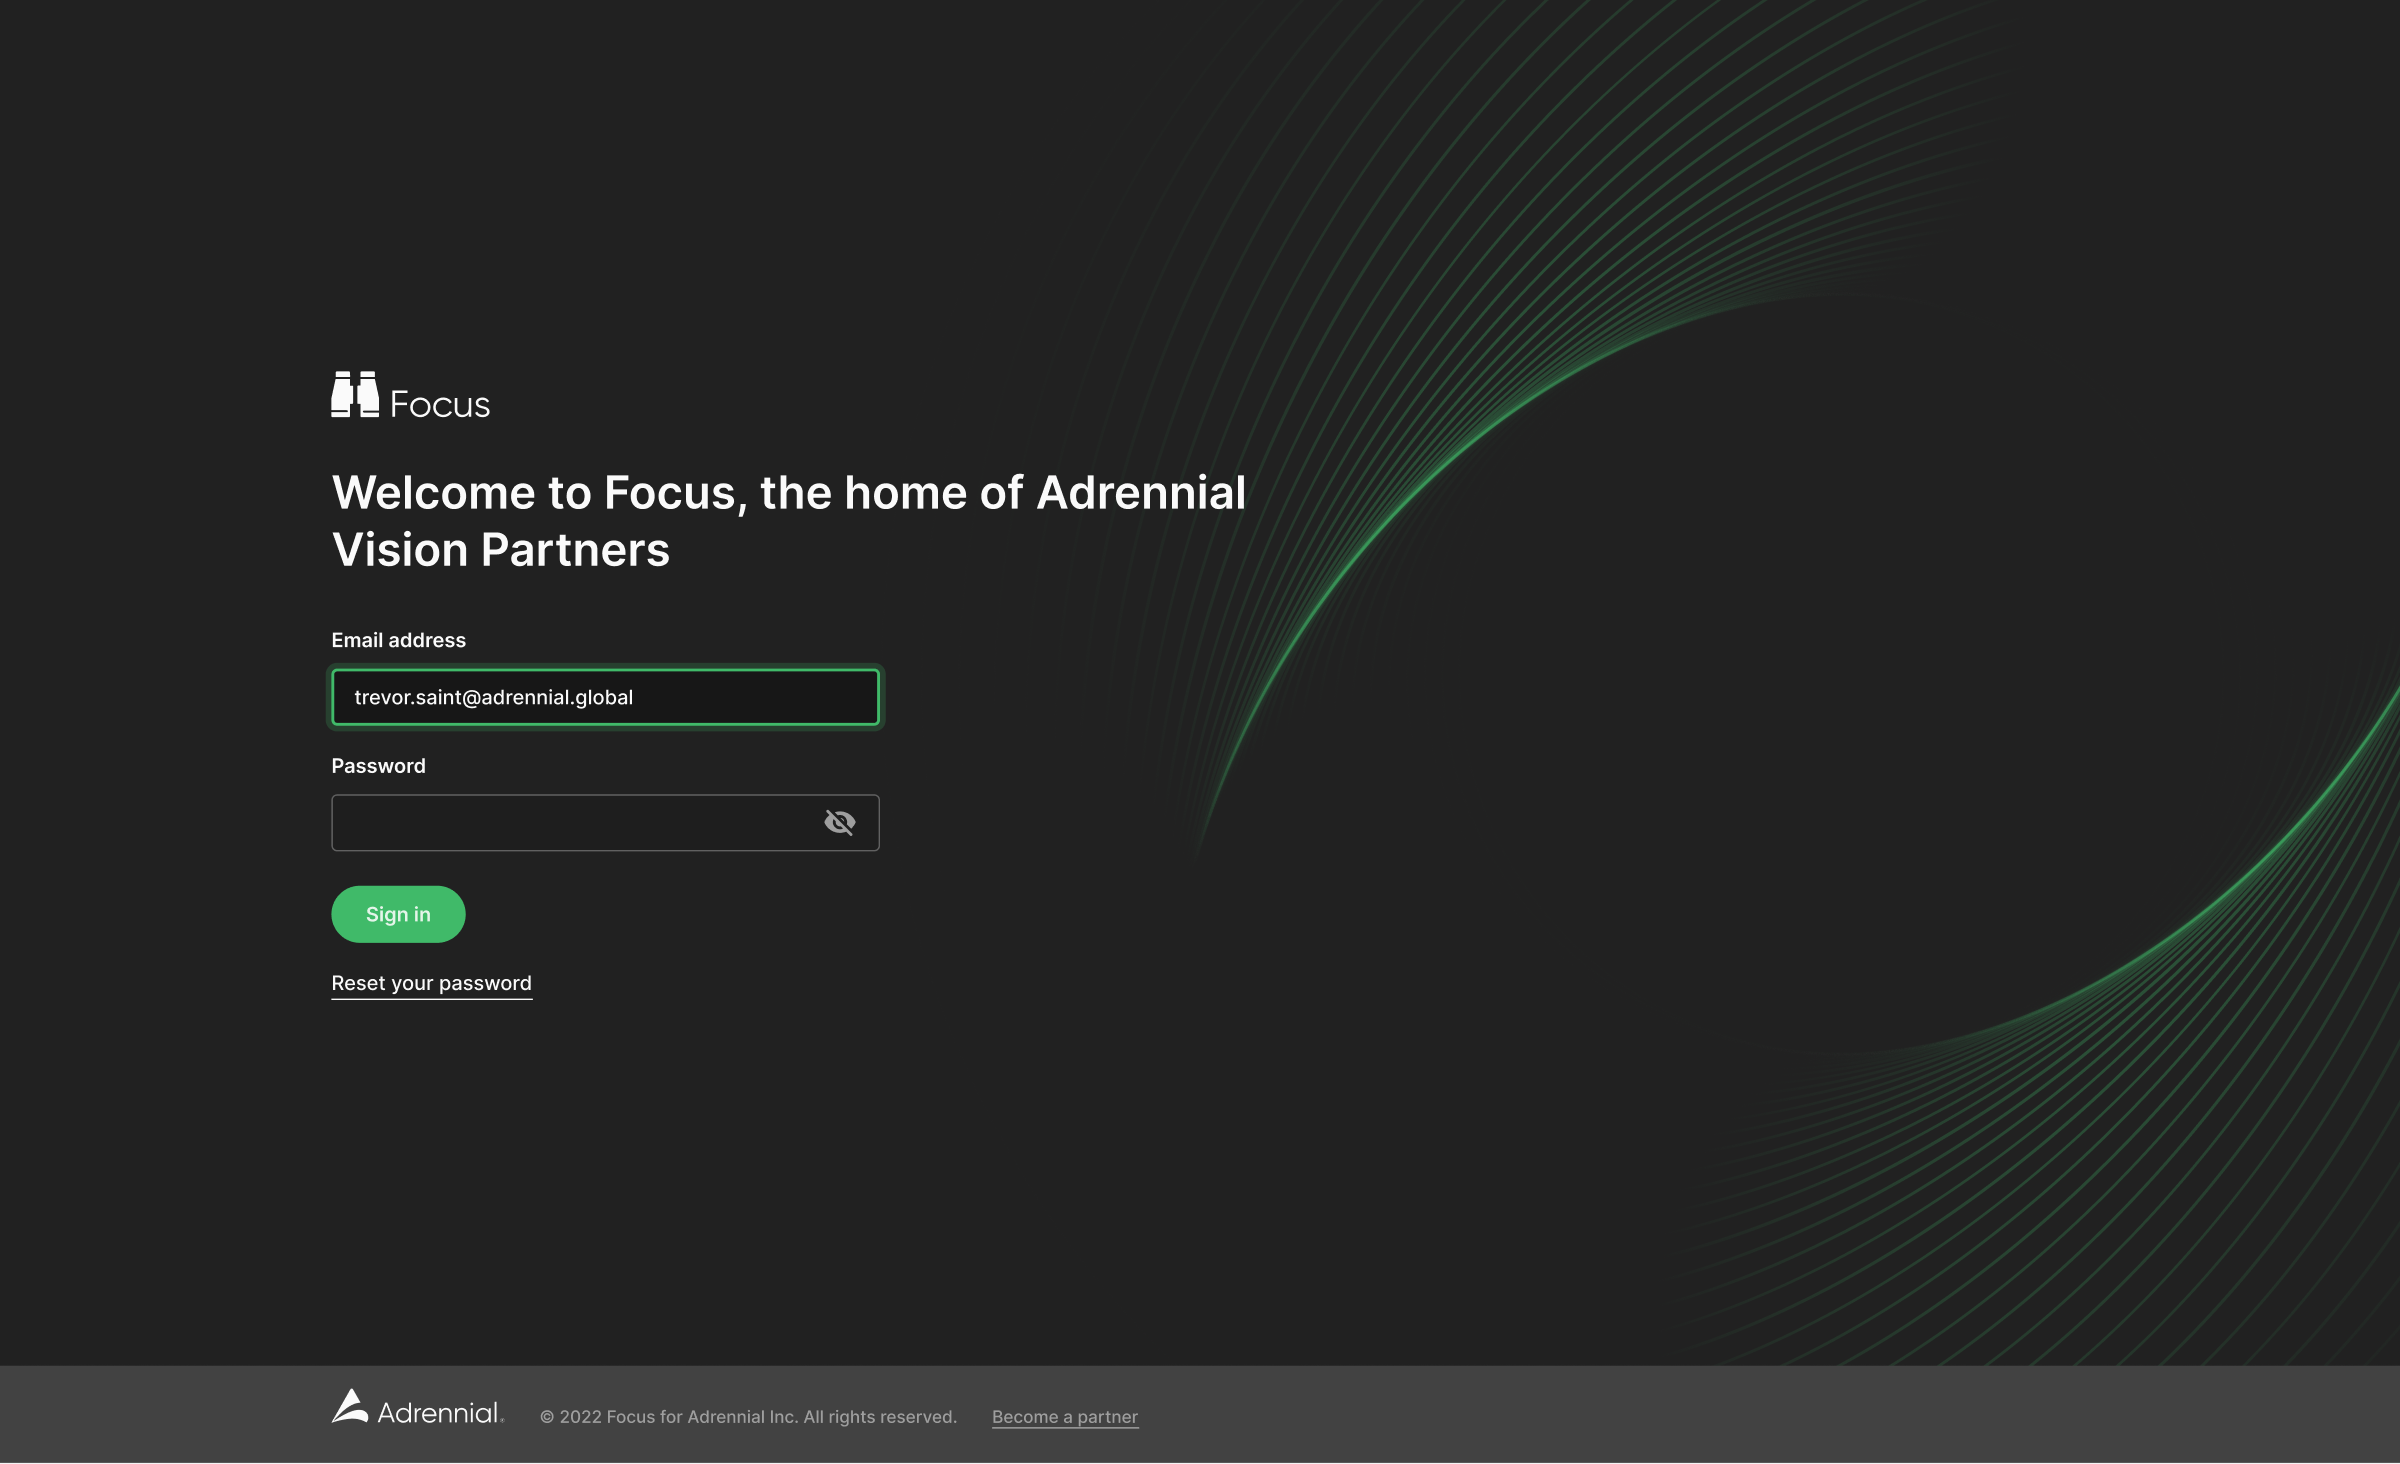 Focus
Welcome to Focus, the home of Adrennial
Vision Partners
Email address
trevor.saint@adrennial.global
Password
Sign in
Reset your password
Adrennial®
© 2022 Focus for Adrennial Inc. All rights reserved.
Become a partner